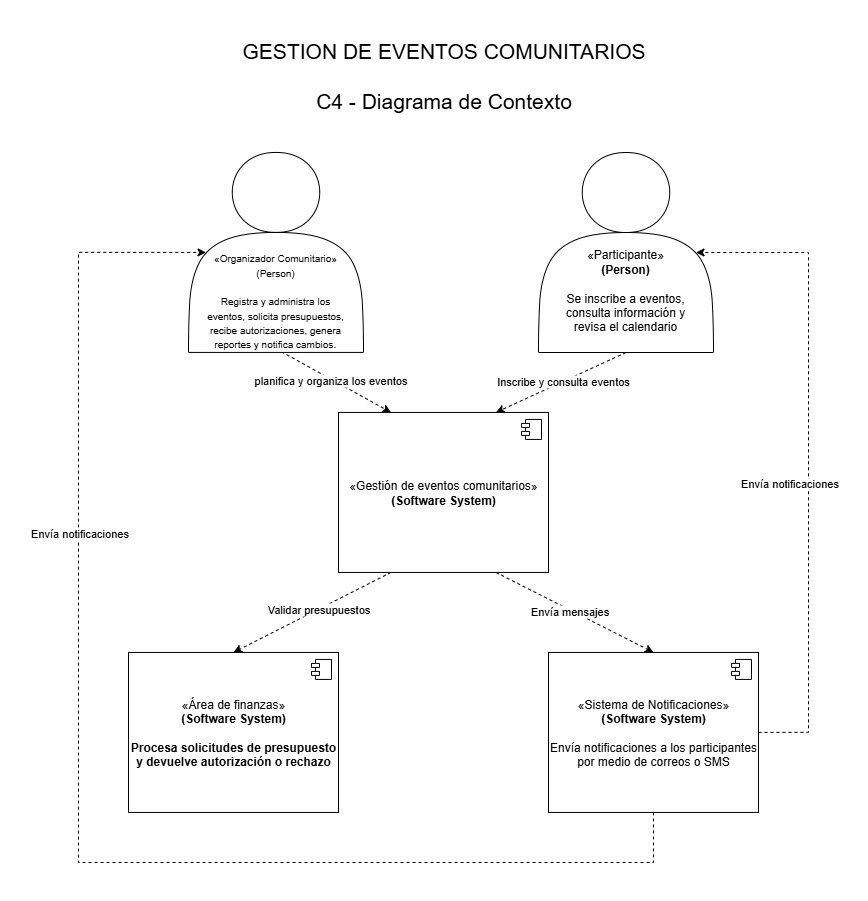 GESTION DE EVENTOS COMUNITARIOS
C4 - Diagrama de Contexto
«Organizador Comunitario»
(Person)
Registra y administra los
eventos, solicita presupuestos,
recibe autorizaciones, genera
reportes y notifica cambios.
«Participante»
(Person)
Se inscribe a eventos,
consulta información y
revisa el calendario
planifica y organiza los eventos
Inscribe y consulta eventos
«Gestión de eventos comunitarios»
(Software System)
Envía notificaciones
Envía notificaciones
Validar presupuestos
Envía mensajes
«Área de finanzas»
(Software System)
Procesa solicitudes de presupuesto
y devuelve autorización o rechazo
«Sistema de Notificaciones»
(Software System)
Envía notificaciones a los participantes
por medio de correos o SMS